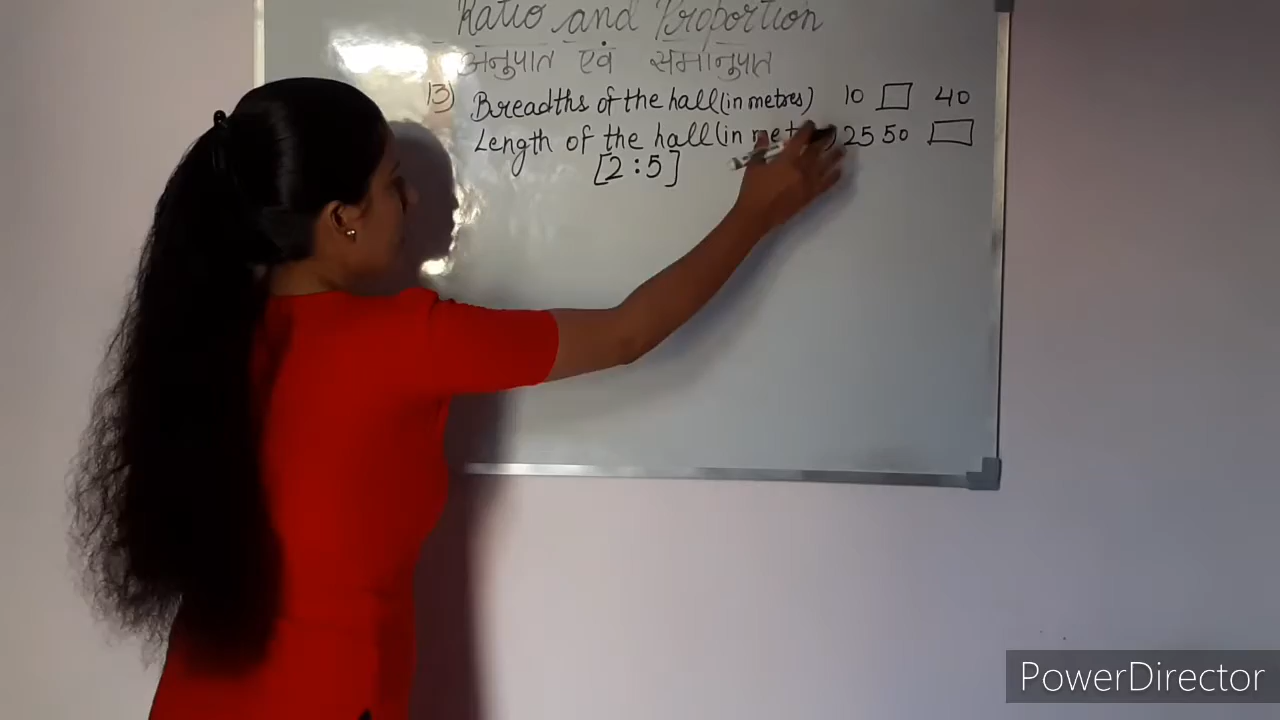 Ratio and Proportion
अनुपात एवं समानुपात
13) Breadths of the hall (in metres) 10 □ 40
Length of the hall (in met 25 50 □
[2:5]
PowerDirector